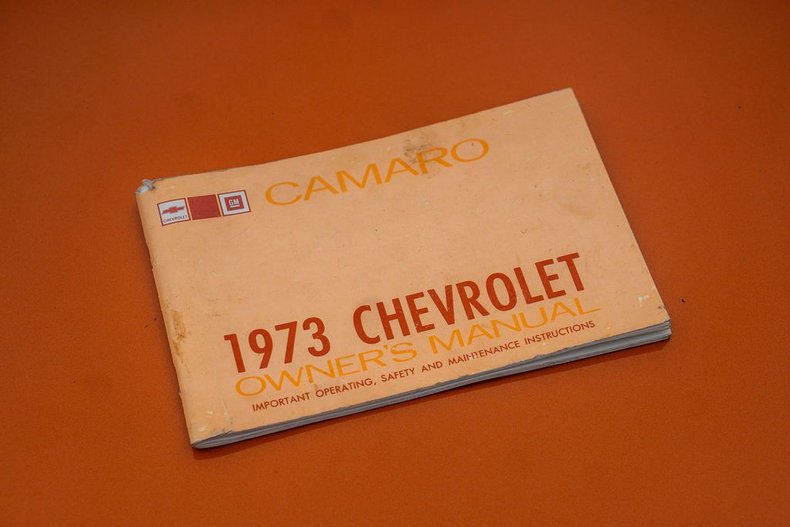 CAMARO
CHEVROLET
GM
1973 CHEVROLET
OWNER'S MANUAL
IMPORTANT OPERATING, SAFETY AND MAINTENANCE INSTRUCTIONS